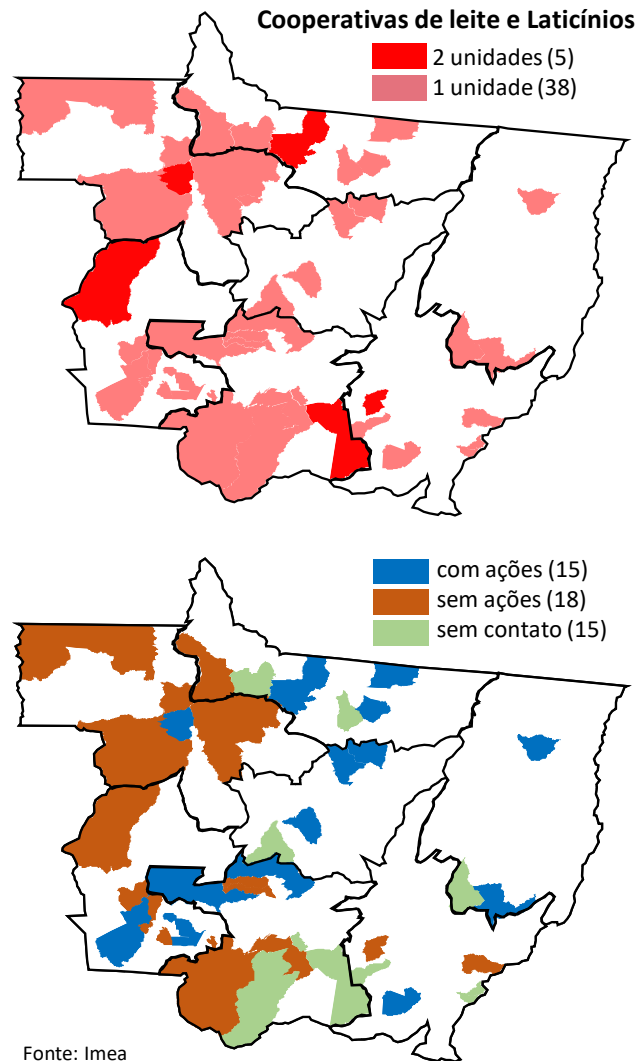 Cooperativas de leite e Laticínios
2 unidades (5)
1 unidade (38)
com ações (15)
sem ações (18)
sem contato (15)
Fonte: Imea